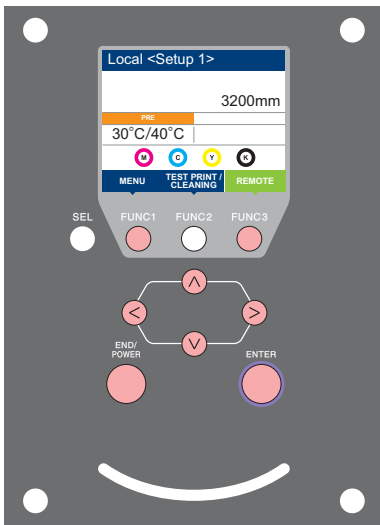 Local <Setup 1>
3200mm
PRE
30˚C/40˚C
M C Y K
MENU
TEST PRINT /
CLEANING
REMOTE
SEL
FUNC1 FUNC2 FUNC3
END/
POWER
ENTER